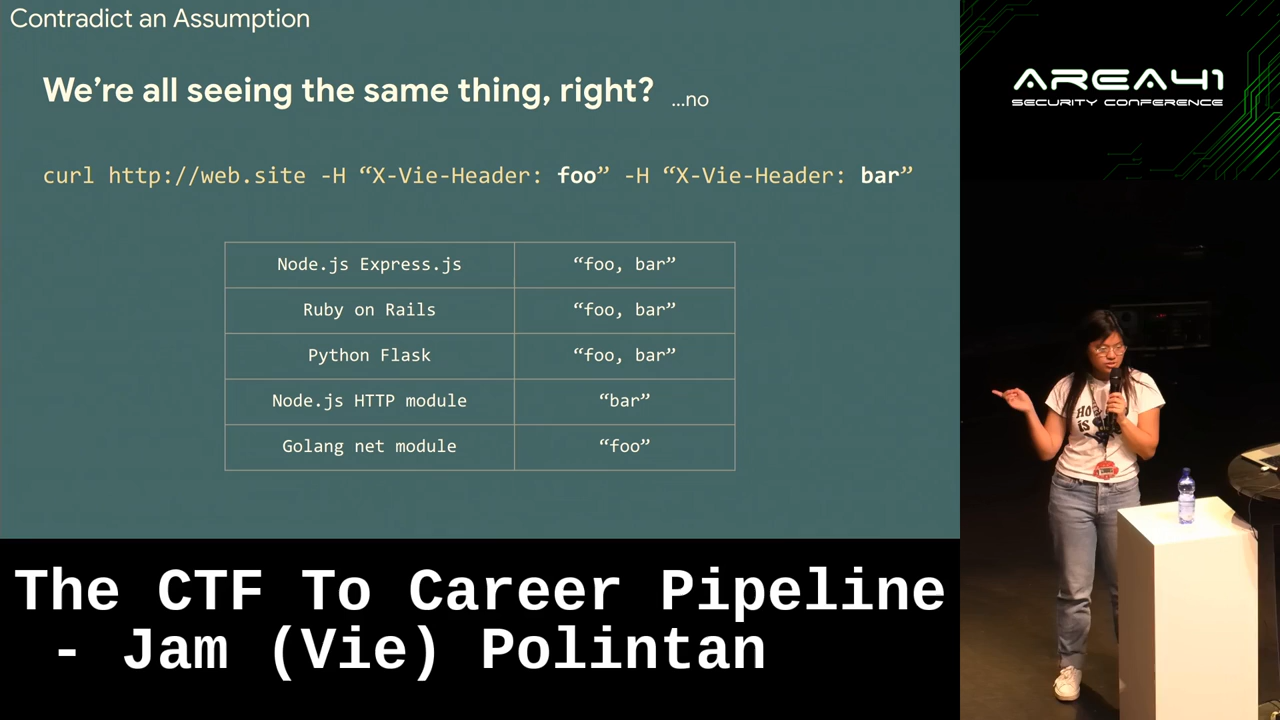 Contradict an Assumption
We’re all seeing the same thing, right? ...no
curl http://web.site -H “X-Vie-Header: foo” -H “X-Vie-Header: bar”
Node.js Express.js “foo, bar”
Ruby on Rails “foo, bar”
Python Flask “foo, bar”
Node.js HTTP module “bar”
Golang net module “foo”
The CTF To Career Pipeline
- Jam (Vie) Polintan
AREA41
SECURITY CONFERENCE